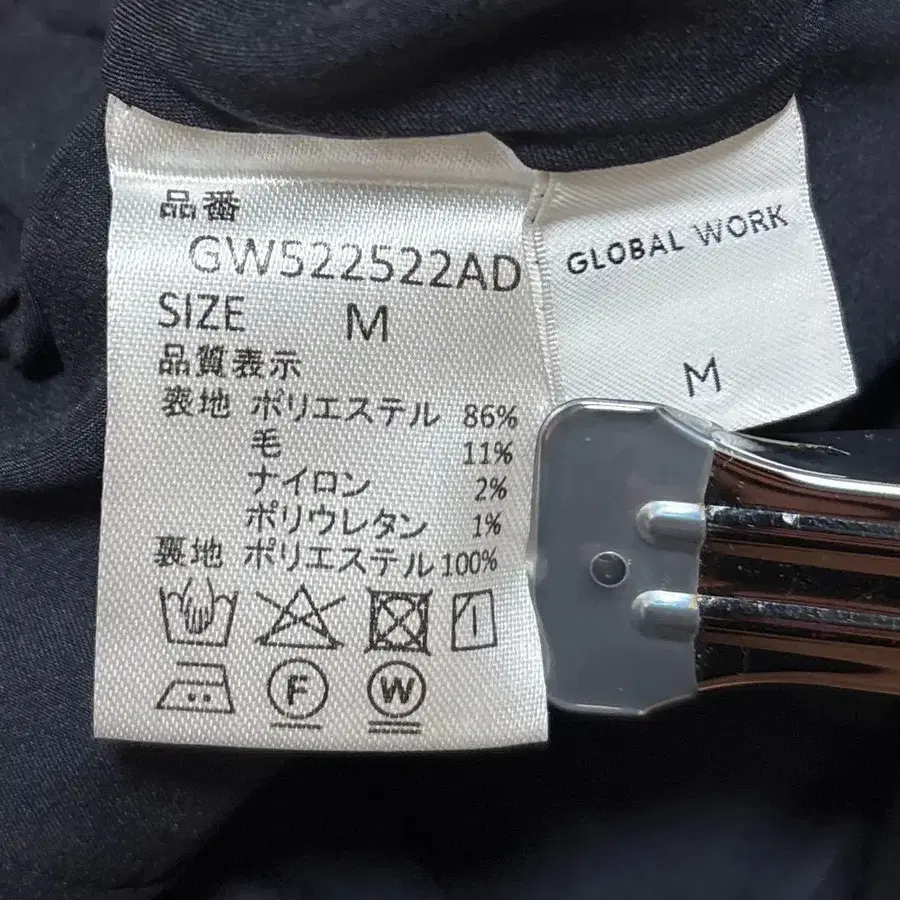 品番
GW522522AD
SIZE M
品質表示
表地 ポリエステル 86%
毛 11%
ナイロン 2%
ポリウレタン 1%
裏地 ポリエステル 100%
F W
GLOBAL WORK
M